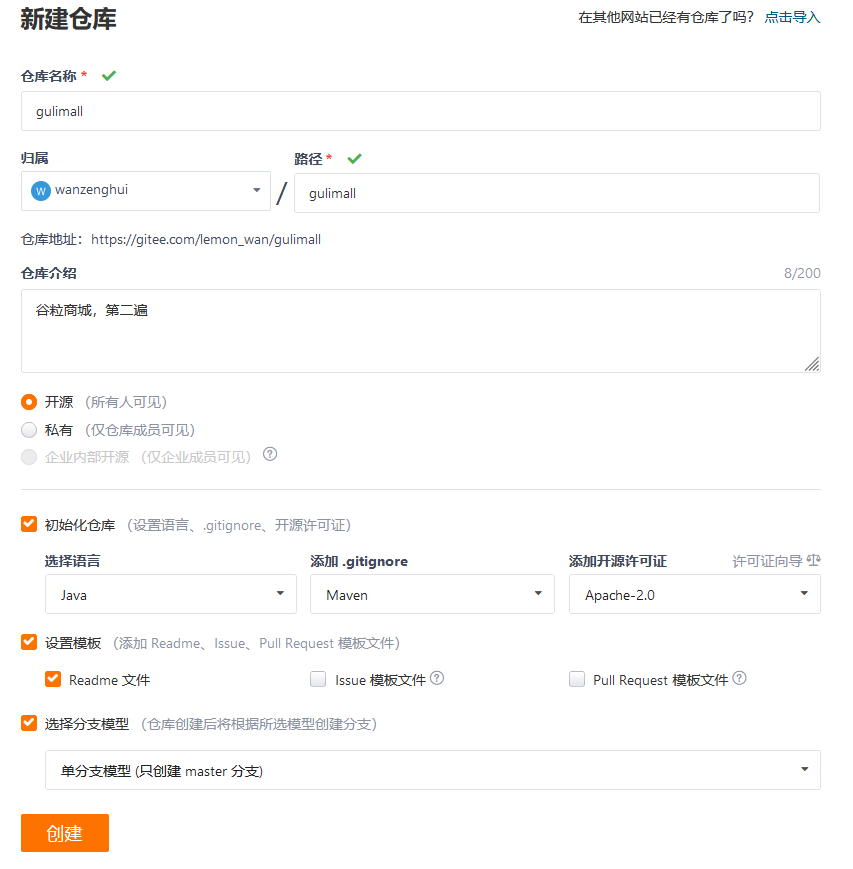 新建仓库
在其他网站已经有仓库了吗? 点击导入
仓库名称 *
gulimall
归属
路径 *
W wanzenghui
/
gulimall
仓库地址：https://gitee.com/lemon_wan/gulimall
仓库介绍
8/200
谷粒商城，第二遍
开源 （所有人可见）
私有 （仅仓库成员可见）
企业内部开源 （仅企业成员可见） ?
初始化仓库 （设置语言、.gitignore、开源许可证）
选择语言
添加 .gitignore
添加开源许可证
许可证向导
Java
Maven
Apache-2.0
设置模板 （添加 Readme、Issue、Pull Request 模板文件）
Readme 文件
Issue 模板文件 ?
Pull Request 模板文件 ?
选择分支模型 （仓库创建后将根据所选模型创建分支）
单分支模型 (只创建 master 分支)
创建